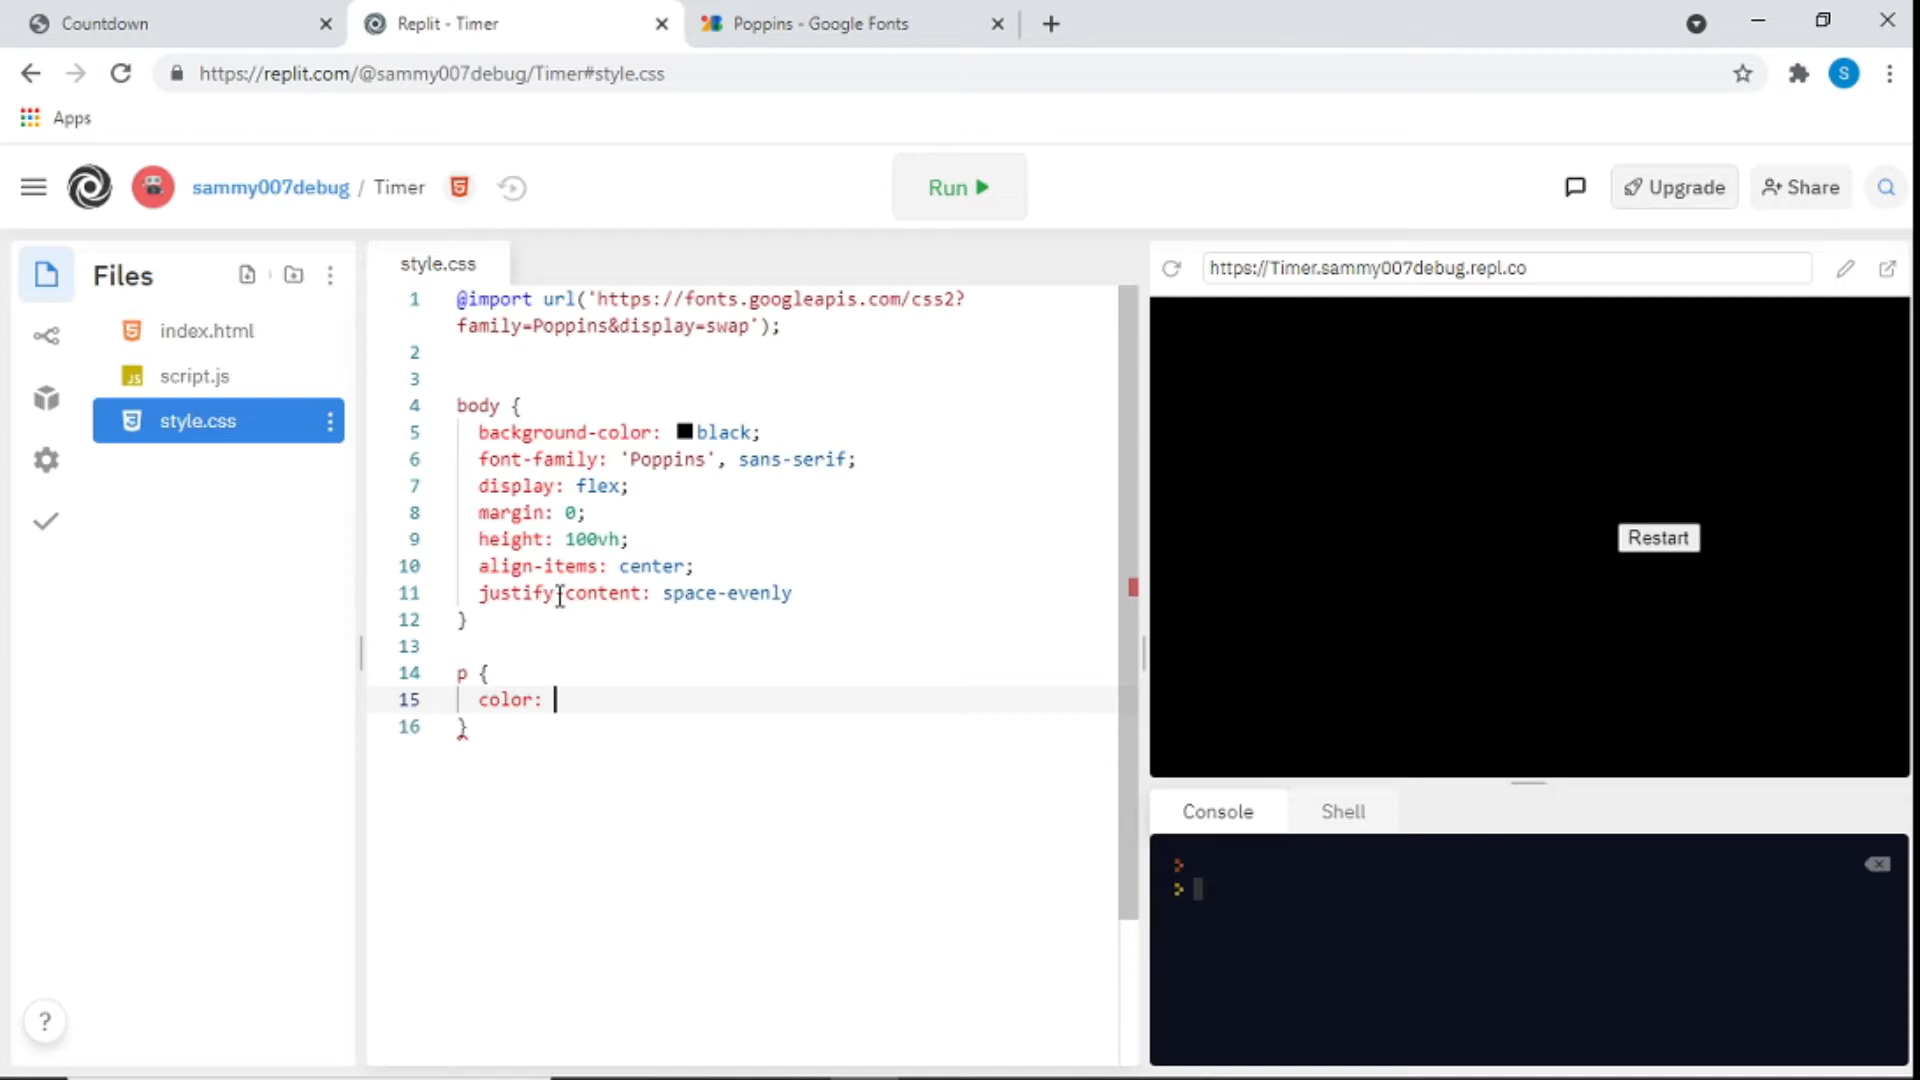 Countdown
Replit - Timer
Poppins - Google Fonts
https://replit.com/@sammy007debug/Timer#style.css
S
Apps
sammy007debug / Timer
Run
Upgrade
Share
Files
index.html
script.js
style.css
style.css
1 @import url('https://fonts.googleapis.com/css2?
family=Poppins&display=swap');
2
3
4 body {
5 background-color: black;
6 font-family: 'Poppins', sans-serif;
7 display: flex;
8 margin: 0;
9 height: 100vh;
10 align-items: center;
11 justify-content: space-evenly
12 }
13
14 p {
15 color:
16 }
https://Timer.sammy007debug.repl.co
Restart
Console
Shell
>
>
?